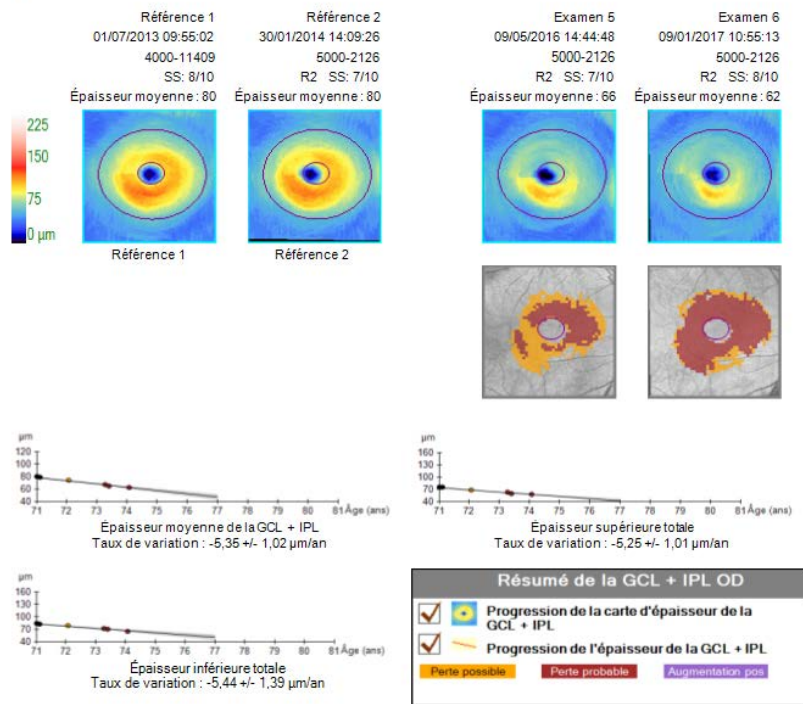 Référence 1
01/07/2013 09:55:02
4000-11409
SS: 8/10
Épaisseur moyenne : 80
Référence 2
30/01/2014 14:09:26
5000-2126
R2 SS: 7/10
Épaisseur moyenne : 80
Examen 5
09/05/2016 14:44:48
5000-2126
R2 SS: 7/10
Épaisseur moyenne : 66
Examen 6
09/01/2017 10:55:13
5000-2126
R2 SS: 8/10
Épaisseur moyenne : 62
225
150
75
0 µm
Référence 1
Référence 2
µm
120
100
80
60
40
71 72 73 74 75 76 77 78 79 80 81 Âge (ans)
Épaisseur moyenne de la GCL + IPL
Taux de variation : -5,35 +/- 1,02 µm/an
µm
160
130
100
70
40
71 72 73 74 75 76 77 78 79 80 81 Âge (ans)
Épaisseur supérieure totale
Taux de variation : -5,25 +/- 1,01 µm/an
µm
160
130
100
70
40
71 72 73 74 75 76 77 78 79 80 81 Âge (ans)
Épaisseur inférieure totale
Taux de variation : -5,44 +/- 1,39 µm/an
Résumé de la GCL + IPL OD
Progression de la carte d'épaisseur de la
GCL + IPL
Progression de l'épaisseur de la GCL + IPL
Perte possible
Perte probable
Augmentation pos